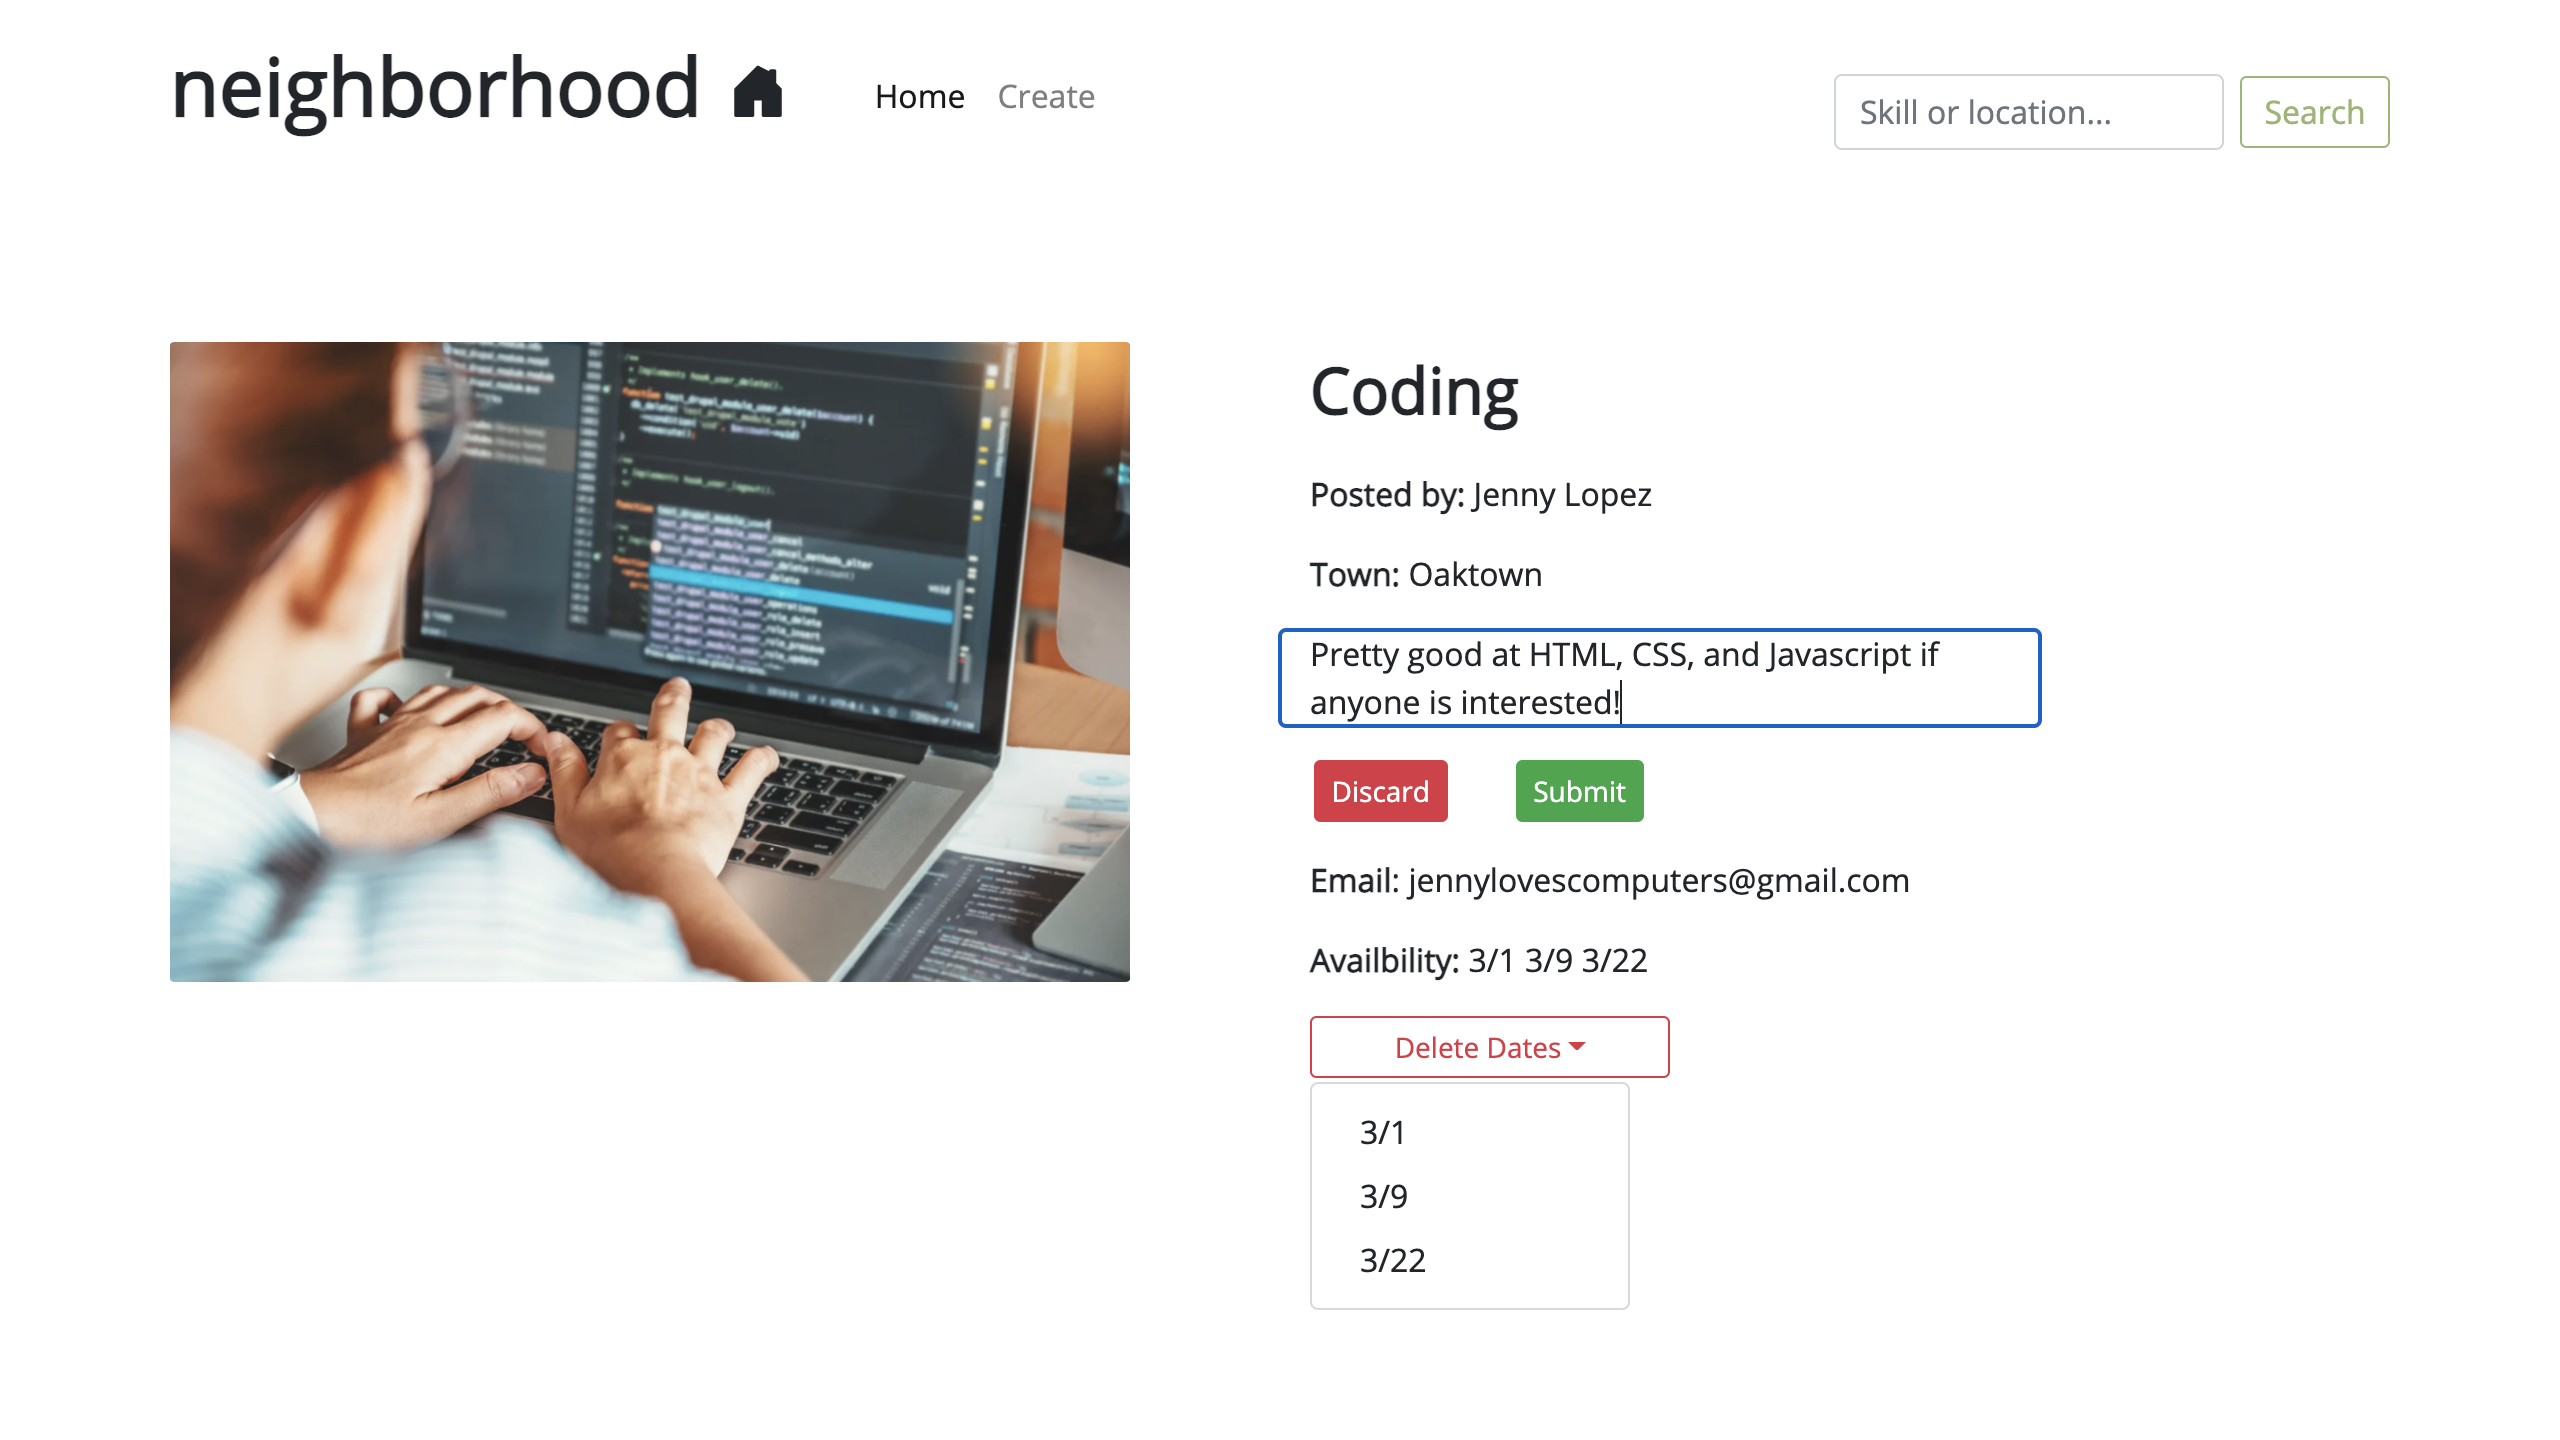 neighborhood
Home Create
Skill or location...
Search
Coding
Posted by: Jenny Lopez
Town: Oaktown
Pretty good at HTML, CSS, and Javascript if
anyone is interested!
Discard
Submit
Email: jennylovescomputers@gmail.com
Availbility: 3/1 3/9 3/22
Delete Dates
3/1
3/9
3/22